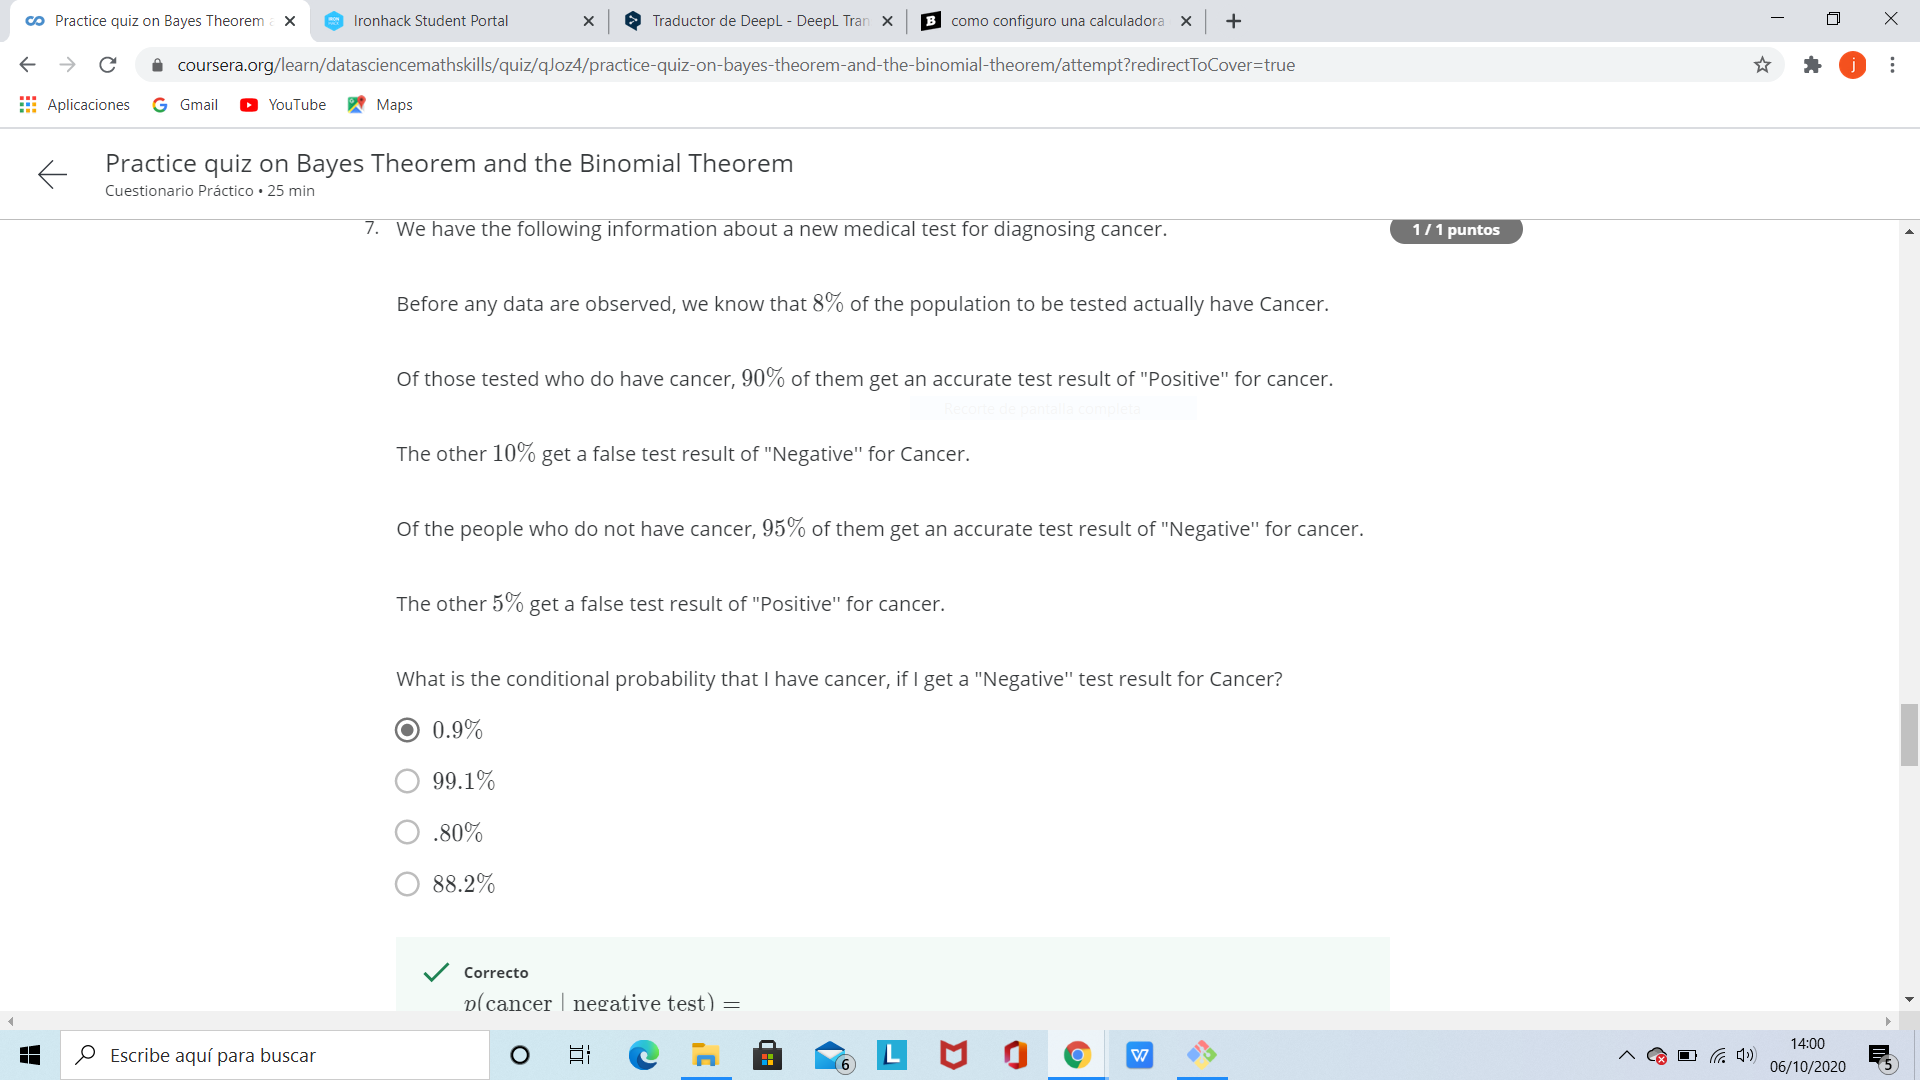 Practice quiz on Bayes Theorem a
Ironhack Student Portal
Traductor de DeepL - DeepL Tran
como configuro una calculadora
coursera.org/learn/datasciencemathskills/quiz/qJoz4/practice-quiz-on-bayes-theorem-and-the-binomial-theorem/attempt?redirectToCover=true
j
Aplicaciones
Gmail
YouTube
Maps
Practice quiz on Bayes Theorem and the Binomial Theorem
Cuestionario Práctico • 25 min
7. We have the following information about a new medical test for diagnosing cancer.
1 / 1 puntos
Before any data are observed, we know that 8% of the population to be tested actually have Cancer.
Of those tested who do have cancer, 90% of them get an accurate test result of "Positive" for cancer.
Recorte de pantalla completa
The other 10% get a false test result of "Negative" for Cancer.
Of the people who do not have cancer, 95% of them get an accurate test result of "Negative" for cancer.
The other 5% get a false test result of "Positive" for cancer.
What is the conditional probability that I have cancer, if I get a "Negative" test result for Cancer?
0.9%
99.1%
.80%
88.2%
Correcto
p(cancer | negative test) =
Escribe aquí para buscar
6
L
W
14:00
06/10/2020
5